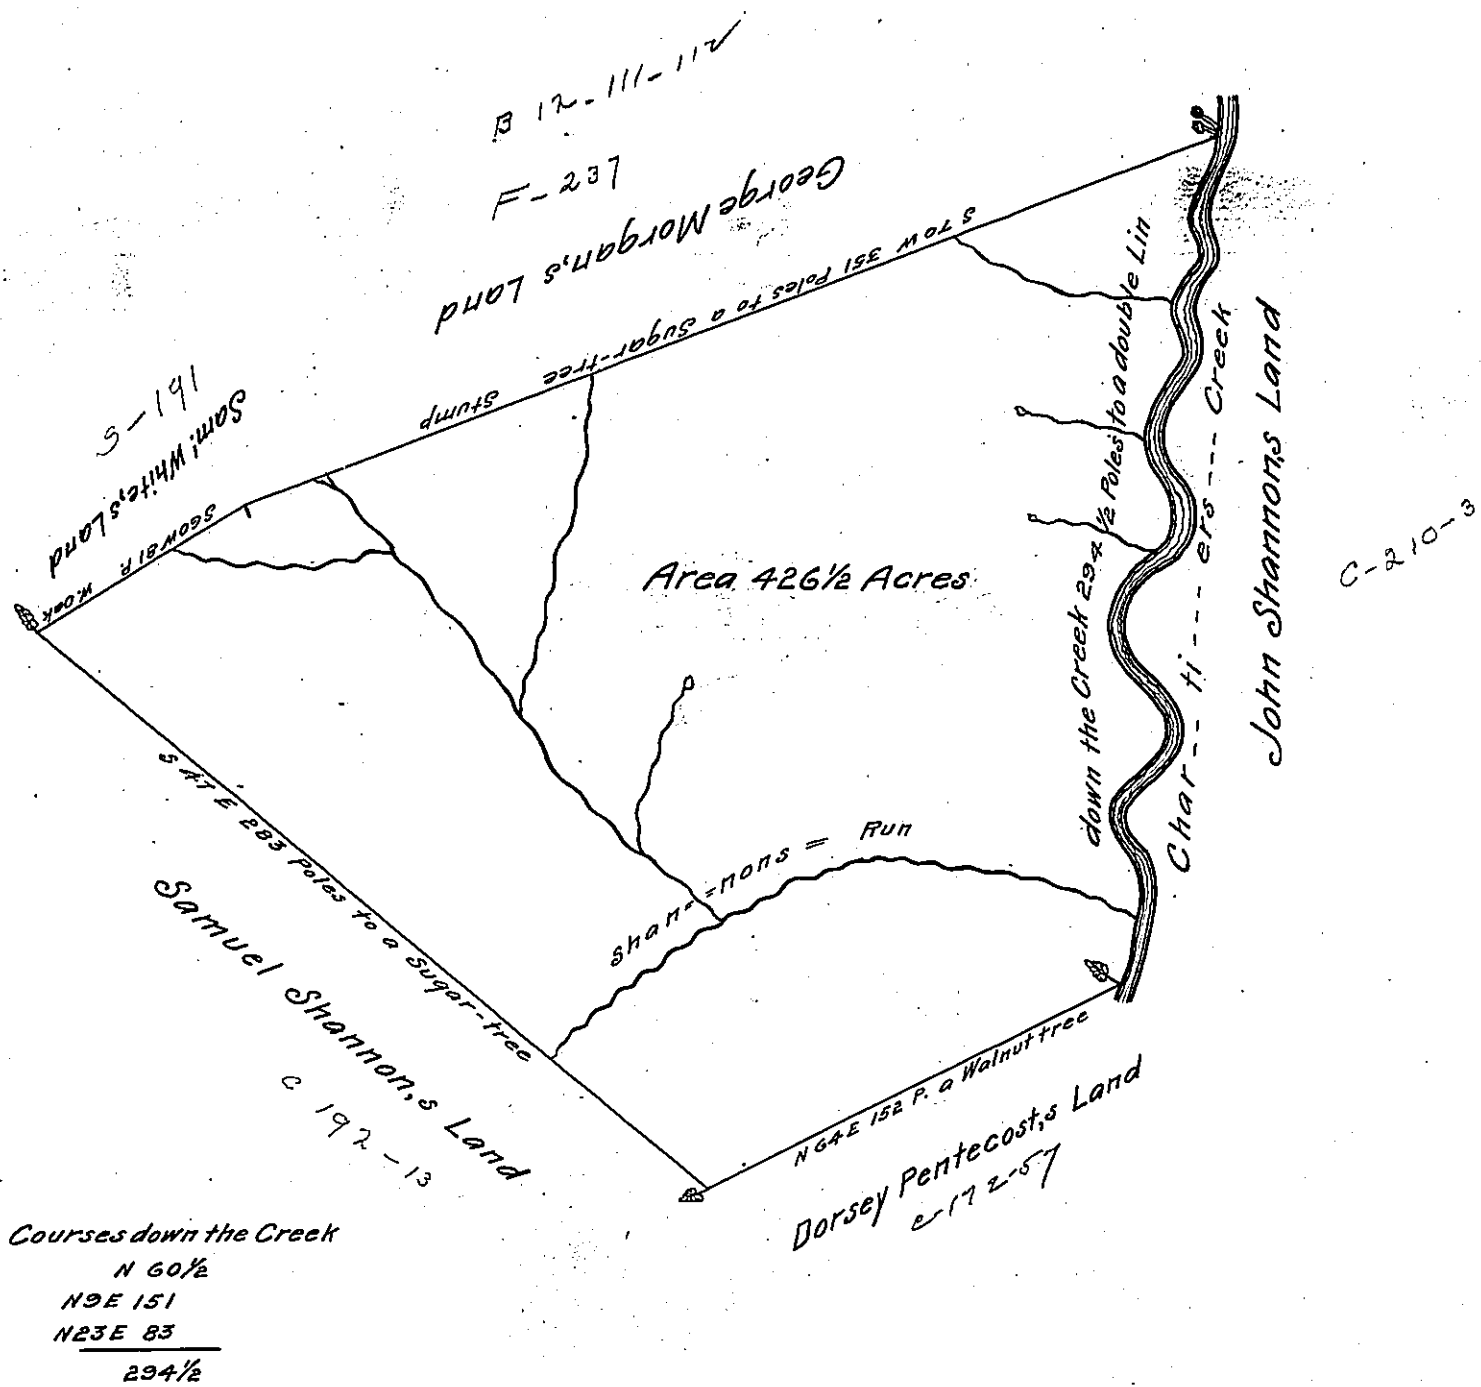 B 12-111-112
F-237
George Morgan,s Land
S 70 W 351 Poles to a Sugar-tree Stump
S-191
Sam.l White,s Land
S60W 81 P.
W.oak
Area 426½ Acres
down the Creek 294½ Poles to a double Lin
Char-- ti---- ers --- Creek
John Shannon,s Land
C-210-3
S 47 E 283 Poles to a Sugar-tree
Samuel Shannon,s Land
C 192-13
shan= =nons = Run
N 64 E 152 P. a Walnut tree
Dorsey Pentecost,s Land
C-172-57
Courses down the Creek
N 60½
N9E 151
N23E 83
294½